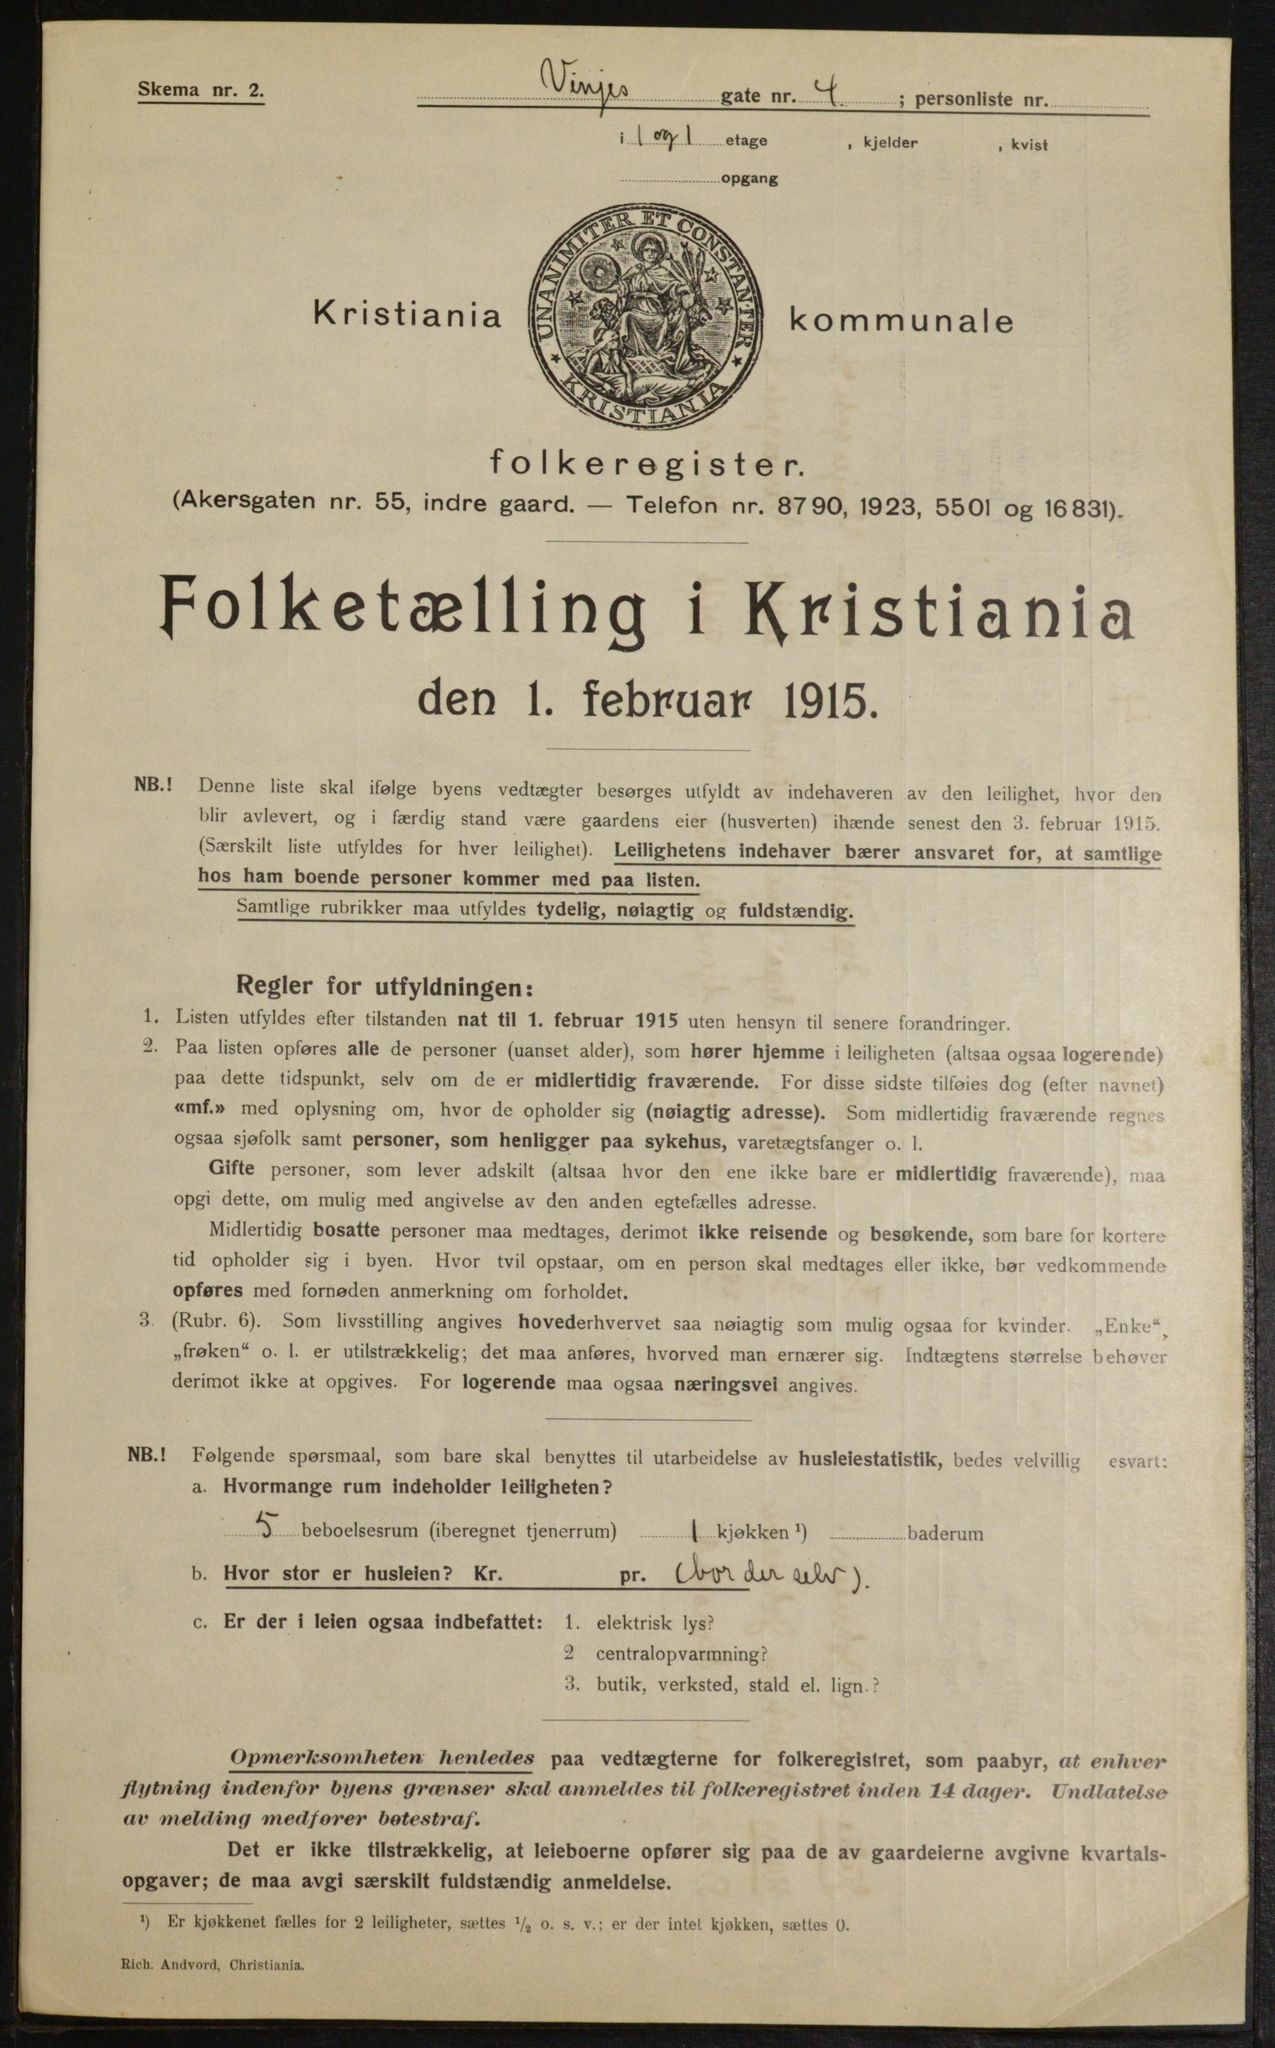 Skema nr. 2.
Vinjes gate nr. 4 ; personliste nr.
i 1 og 1 etage , kjelder , kvist
opgang
UNANIMITER ET CONSTANTER
KRISTIANIA
Kristiania kommunale
folkeregister.
(Akersgaten nr. 55, indre gaard. — Telefon nr. 8790, 1923, 5501 og 16831).
Folketælling i Kristiania
den 1. februar 1915.
NB.! Denne liste skal ifølge byens vedtægter besørges utfyldt av indehaveren av den leilighet, hvor den
blir avlevert, og i færdig stand være gaardens eier (husverten) ihænde senest den 3. februar 1915.
(Særskilt liste utfyldes for hver leilighet). Leilighetens indehaver bærer ansvaret for, at samtlige
hos ham boende personer kommer med paa listen.
Samtlige rubrikker maa utfyldes tydelig, nøiagtig og fuldstændig.
Regler for utfyldningen:
1. Listen utfyldes efter tilstanden nat til 1. februar 1915 uten hensyn til senere forandringer.
2. Paa listen opføres alle de personer (uanset alder), som hører hjemme i leiligheten (altsaa ogsaa logerende)
paa dette tidspunkt, selv om de er midlertidig fraværende. For disse sidste tilføies dog (efter navnet)
«mf.» med oplysning om, hvor de opholder sig (nøiagtig adresse). Som midlertidig fraværende regnes
ogsaa sjøfolk samt personer, som henligger paa sykehus, varetægtsfanger o. l.
Gifte personer, som lever adskilt (altsaa hvor den ene ikke bare er midlertidig fraværende), maa
opgi dette, om mulig med angivelse av den anden egtefælles adresse.
Midlertidig bosatte personer maa medtages, derimot ikke reisende og besøkende, som bare for kortere
tid opholder sig i byen. Hvor tvil opstaar, om en person skal medtages eller ikke, bør vedkommende
opføres med fornøden anmerkning om forholdet.
3. (Rubr. 6). Som livsstilling angives hovederhvervet saa nøiagtig som mulig ogsaa for kvinder. „Enke“,
„frøken“ o. l. er utilstrækkelig; det maa anføres, hvorved man ernærer sig. Indtægtens størrelse behøver
derimot ikke at opgives. For logerende maa ogsaa næringsvei angives.
NB.! Følgende spørsmaal, som bare skal benyttes til utarbeidelse av husleiestatistik, bedes velvillig esvart:
a. Hvormange rum indeholder leiligheten?
5 beboelsesrum (iberegnet tjenerrum) 1 kjøkken ¹) baderum
b. Hvor stor er husleien? Kr. pr. (bor der selv).
c. Er der i leien ogsaa indbefattet: 1. elektrisk lys?
2 centralopvarmning?
3. butik, verksted, stald el. lign.?
Opmerksomheten henledes paa vedtægterne for folkeregistret, som paabyr, at enhver
flytning indenfor byens grænser skal anmeldes til folkeregistret inden 14 dager. Undlatelse
av melding medfører bøtestraf.
Det er ikke tilstrækkelig, at leieboerne opfører sig paa de av gaardeierne avgivne kvartals-
opgaver; de maa avgi særskilt fuldstændig anmeldelse.
¹) Er kjøkkenet fælles for 2 leiligheter, sættes ½ o. s. v.; er der intet kjøkken, sættes 0.
Rich. Andvord, Christiania.